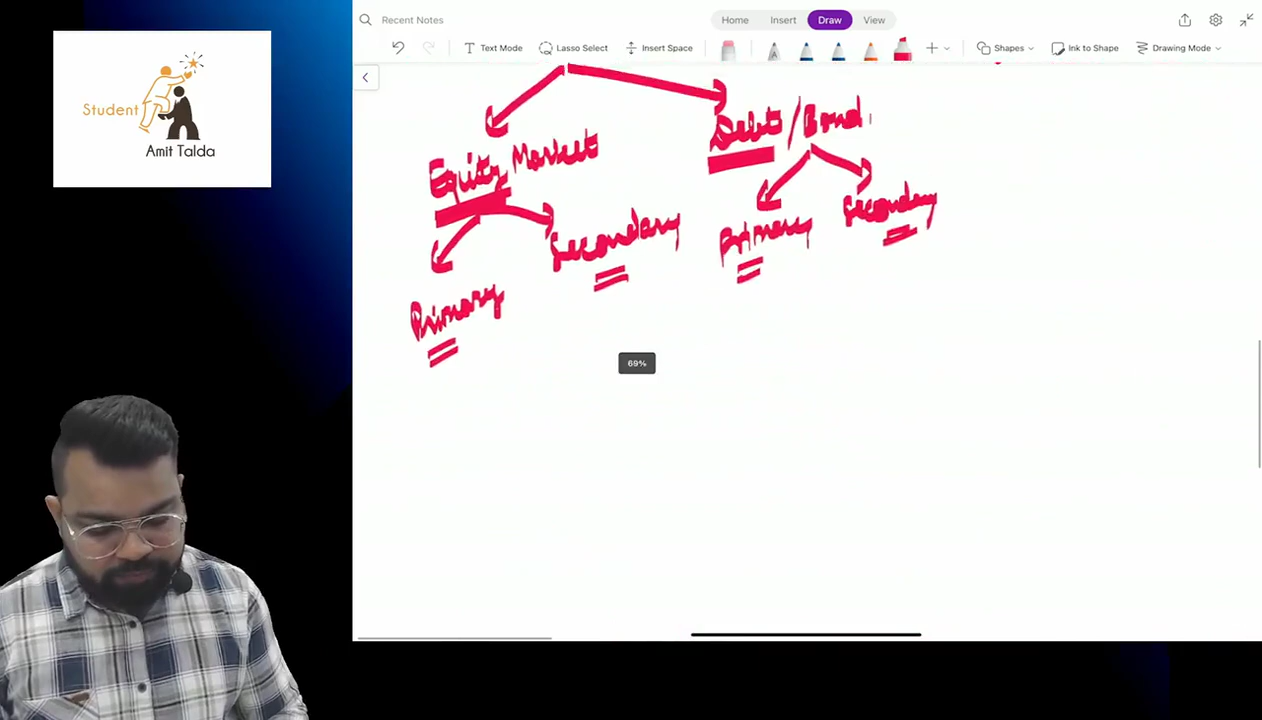 Recent Notes
Home Insert Draw View
Text Mode Lasso Select Insert Space Shapes Ink to Shape Drawing Mode
Student
Amit Talda
Equity Market
Debt / Bond
Primary
Secondary
Primary
Secondary
69%